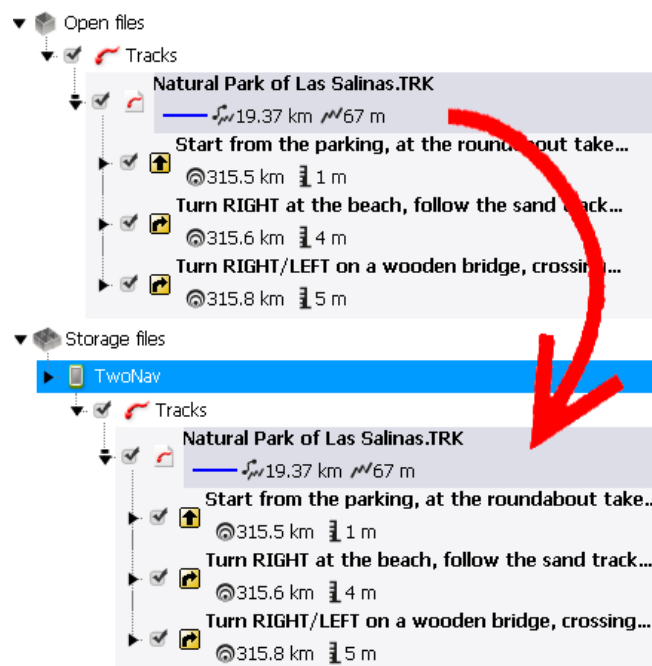 Open files
Tracks
Natural Park of Las Salinas.TRK
19.37 km 67 m
Start from the parking, at the roundabout take...
315.5 km 1 m
Turn RIGHT at the beach, follow the sand track...
315.6 km 4 m
Turn RIGHT/LEFT on a wooden bridge, crossing...
315.8 km 5 m
Storage files
TwoNav
Tracks
Natural Park of Las Salinas.TRK
19.37 km 67 m
Start from the parking, at the roundabout take..
315.5 km 1 m
Turn RIGHT at the beach, follow the sand track...
315.6 km 4 m
Turn RIGHT/LEFT on a wooden bridge, crossing...
315.8 km 5 m